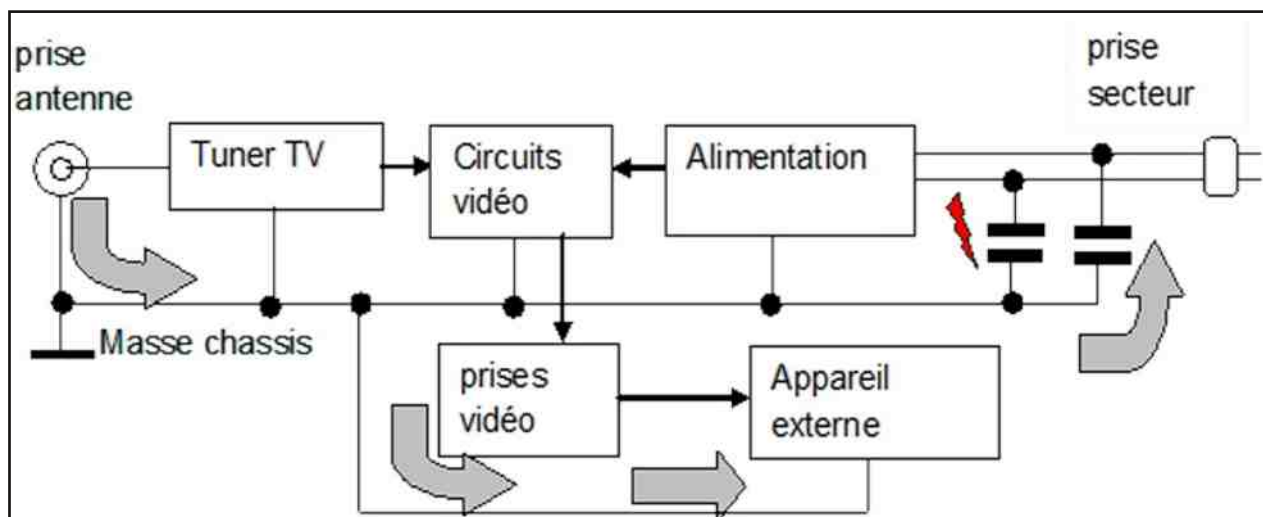 prise
antenne
prise
secteur
Tuner TV
Circuits
vidéo
Alimentation
Masse chassis
prises
vidéo
Appareil
externe